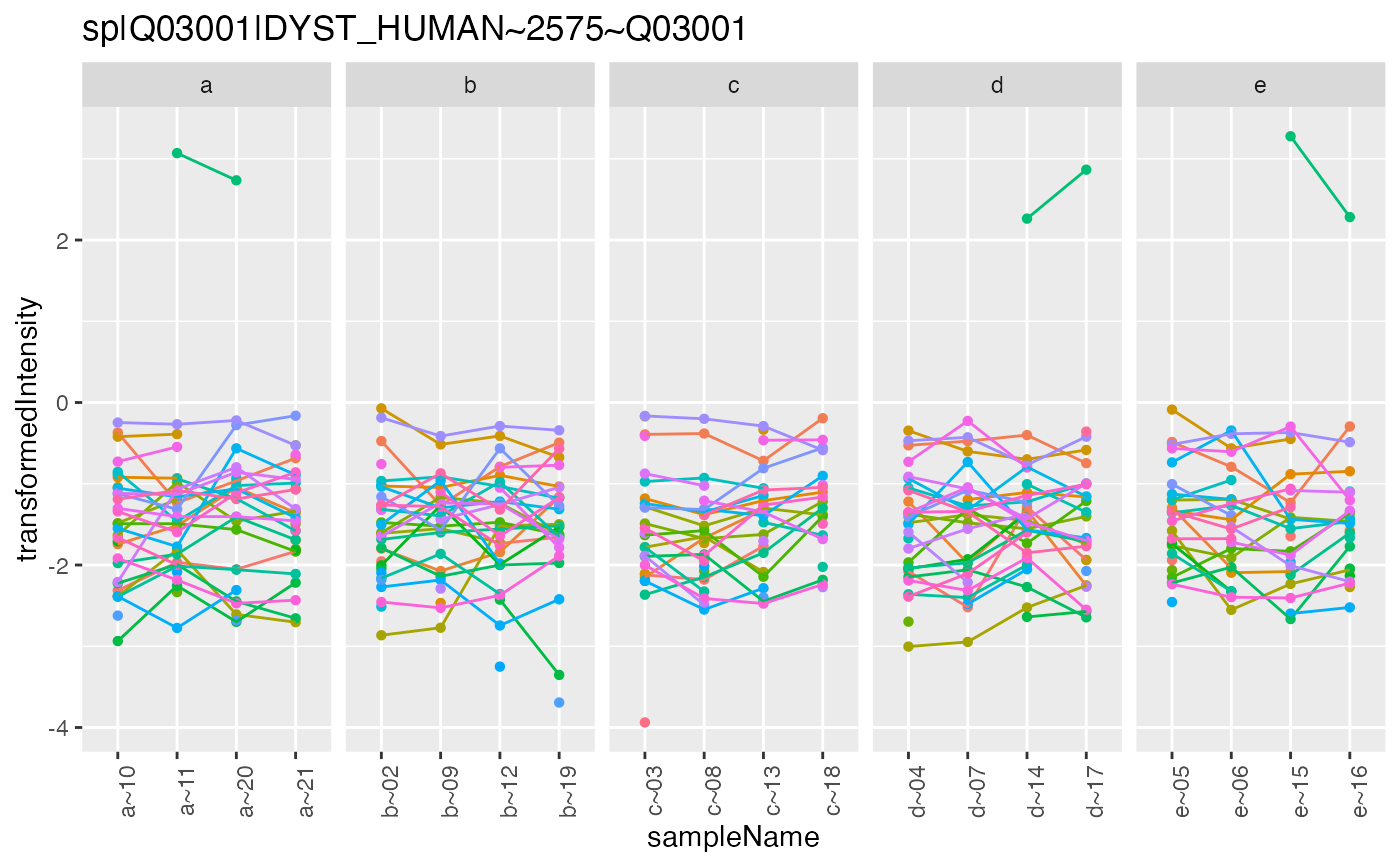 sp|Q03001|DYST_HUMAN~2575~Q03001
a b c d e
transformedIntensity
2
0
-2
-4
a~10 a~11 a~20 a~21 b~02 b~09 b~12 b~19 c~03 c~08 c~13 c~18 d~04 d~07 d~14 d~17 e~05 e~06 e~15 e~16
sampleName